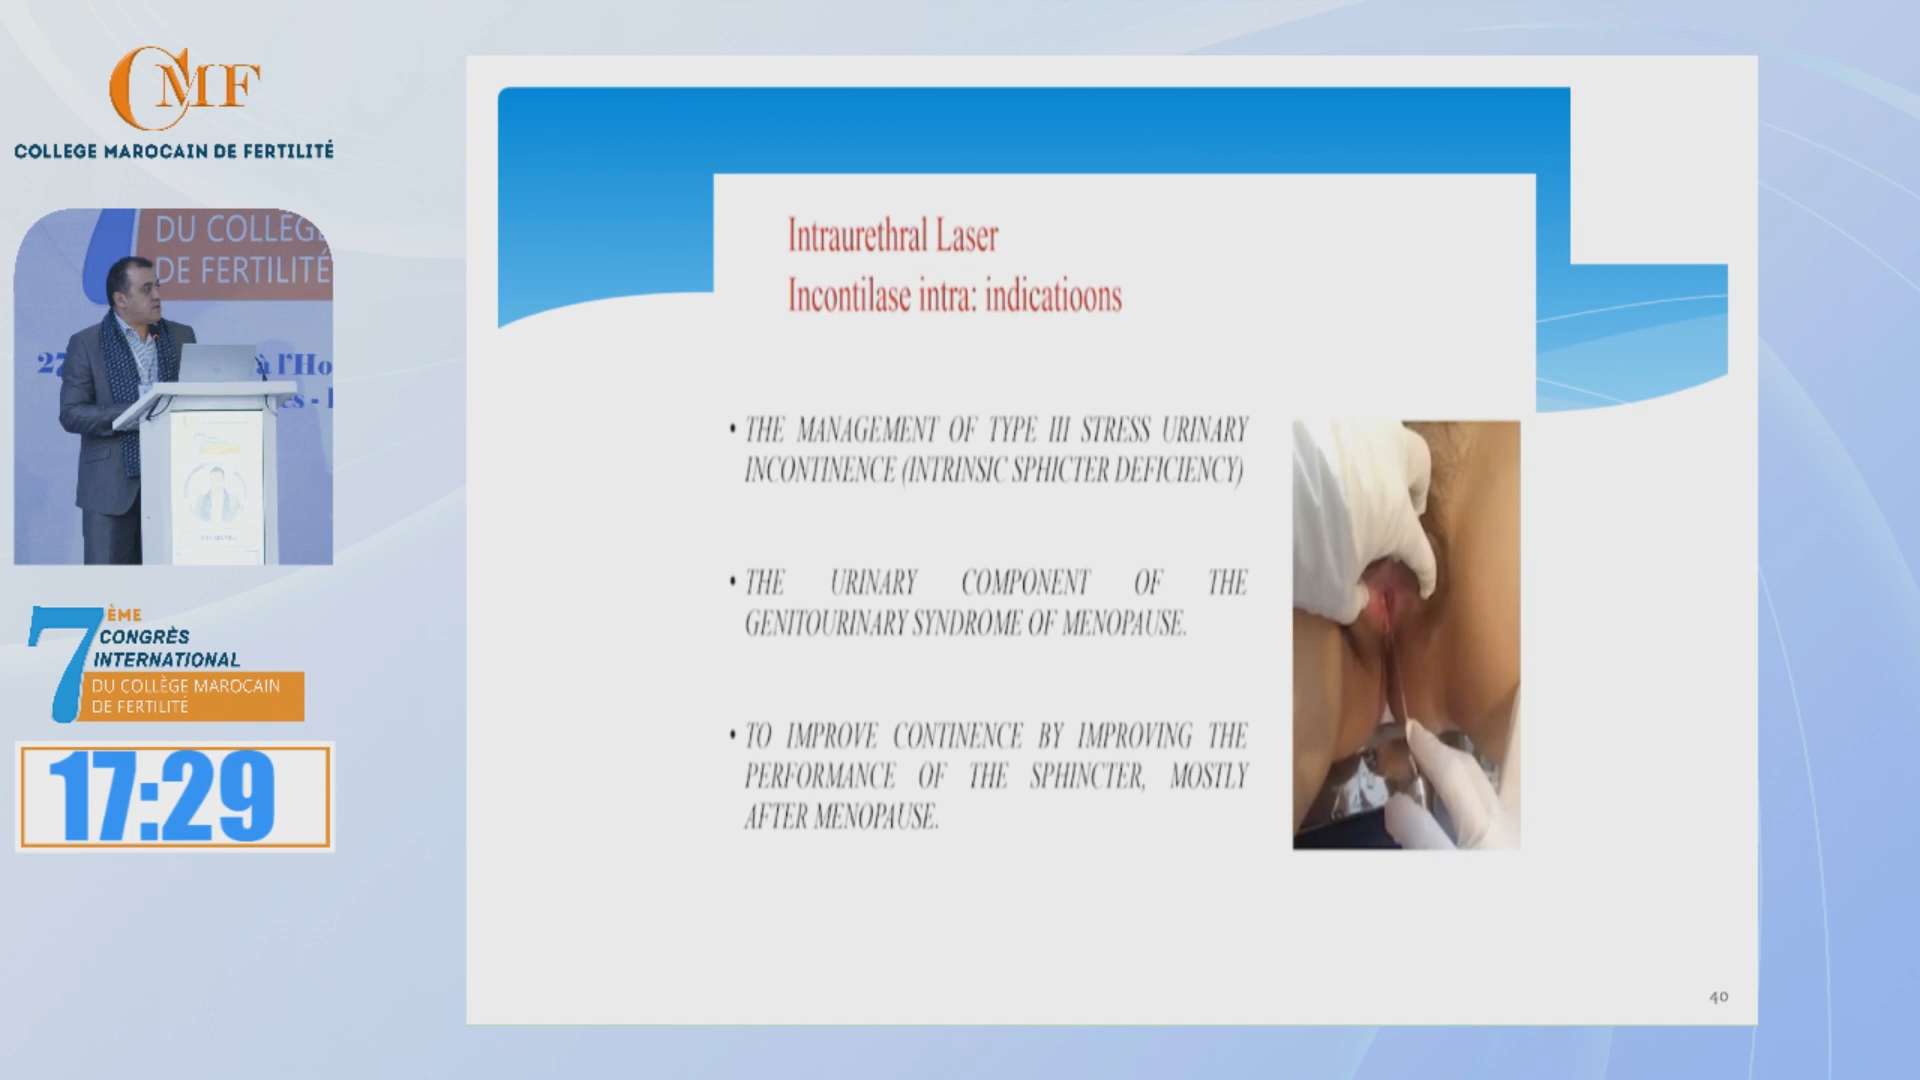 CMF
COLLEGE MAROCAIN DE FERTILITÉ
DU COLLÈG
DE FERTILITÉ
27
à l'Ho
7ÈME
CONGRÈS
INTERNATIONAL
DU COLLÈGE MAROCAIN
DE FERTILITÉ
17:29
Intraurethral Laser
Incontilase intra: indicatioons
• THE MANAGEMENT OF TYPE III STRESS URINARY
INCONTINENCE (INTRINSIC SPHICTER DEFICIENCY)
• THE URINARY COMPONENT OF THE
GENITOURINARY SYNDROME OF MENOPAUSE.
• TO IMPROVE CONTINENCE BY IMPROVING THE
PERFORMANCE OF THE SPHINCTER, MOSTLY
AFTER MENOPAUSE.
40